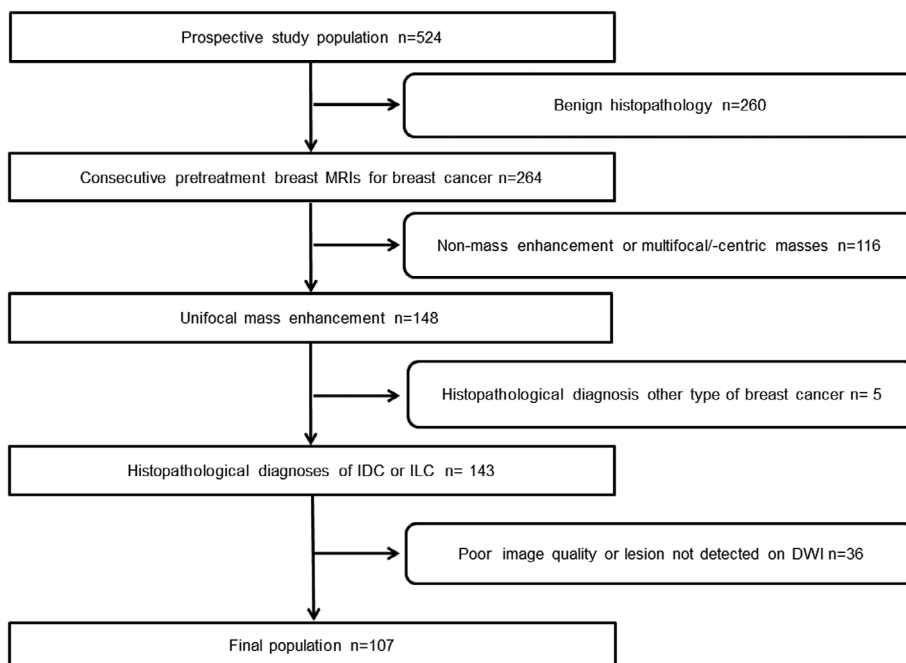 Prospective study population n=524
Benign histopathology n=260
Consecutive pretreatment breast MRIs for breast cancer n=264
Non-mass enhancement or multifocal/-centric masses n=116
Unifocal mass enhancement n=148
Histopathological diagnosis other type of breast cancer n= 5
Histopathological diagnoses of IDC or ILC n= 143
Poor image quality or lesion not detected on DWI n=36
Final population n=107